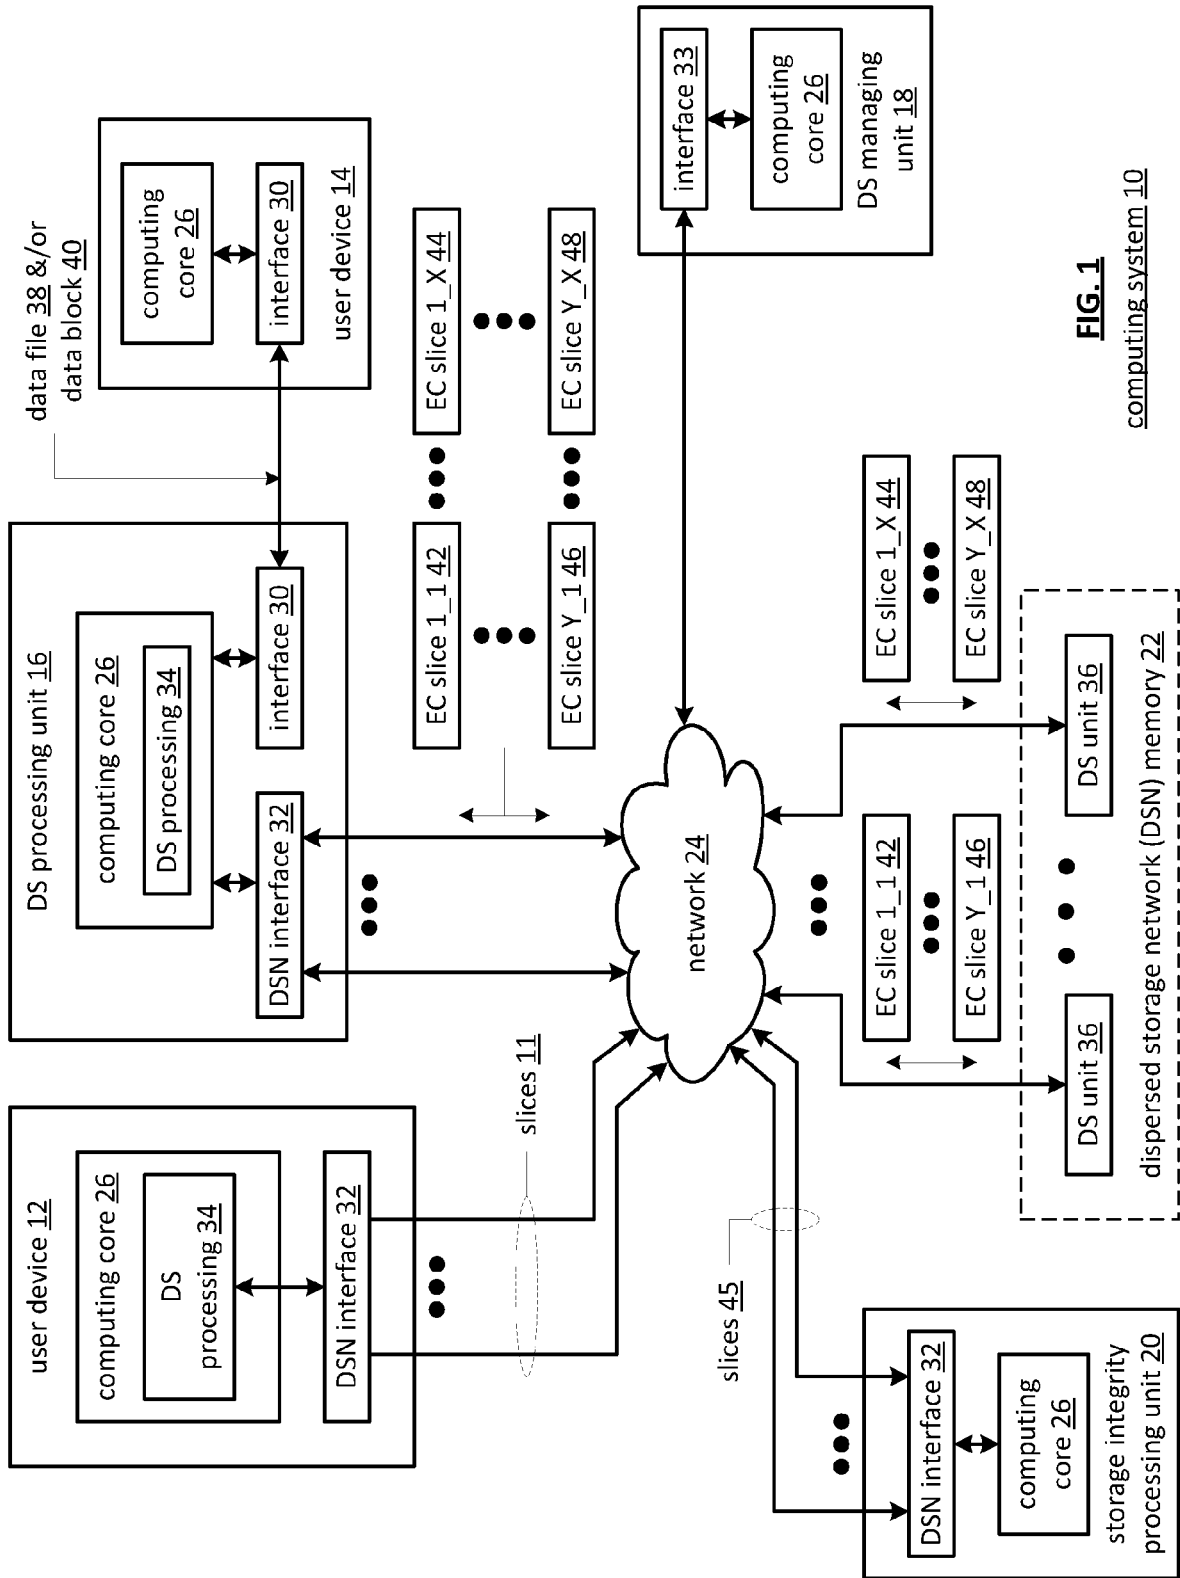 user device 12
computing core 26
DS
processing 34
DSN interface 32
slices 11
DS processing unit 16
computing core 26
DS processing 34
DSN interface 32
interface 30
data file 38 &/or
data block 40
computing
core 26
interface 30
user device 14
EC slice 1_1 42
EC slice 1_X 44
EC slice Y_1 46
EC slice Y_X 48
network 24
interface 33
computing
core 26
DS managing
unit 18
slices 45
DSN interface 32
computing
core 26
storage integrity
processing unit 20
EC slice 1_1 42
EC slice Y_1 46
EC slice 1_X 44
EC slice Y_X 48
DS unit 36
DS unit 36
dispersed storage network (DSN) memory 22
FIG. 1
computing system 10